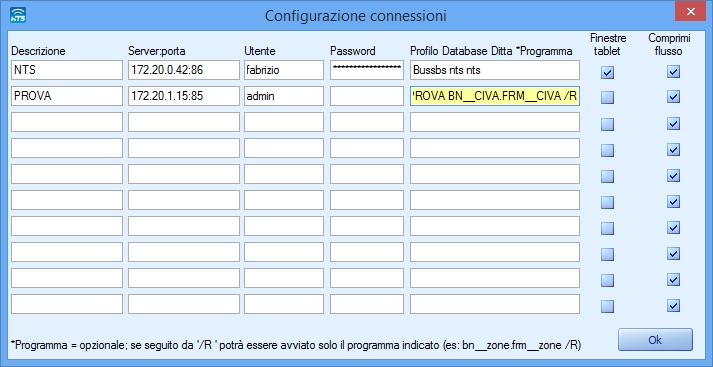 NTS
Configurazione connessioni
Descrizione Server:porta Utente Password Profilo Database Ditta *Programma Finestre tablet Comprimi flusso
NTS 172.20.0.42:86 fabrizio ***************** Bussbs nts nts
PROVA 172.20.1.15:85 admin 'ROVA BN__CIVA.FRM__CIVA /R
*Programma = opzionale; se seguito da '/R ' potrà essere avviato solo il programma indicato (es: bn__zone.frm__zone /R)
Ok